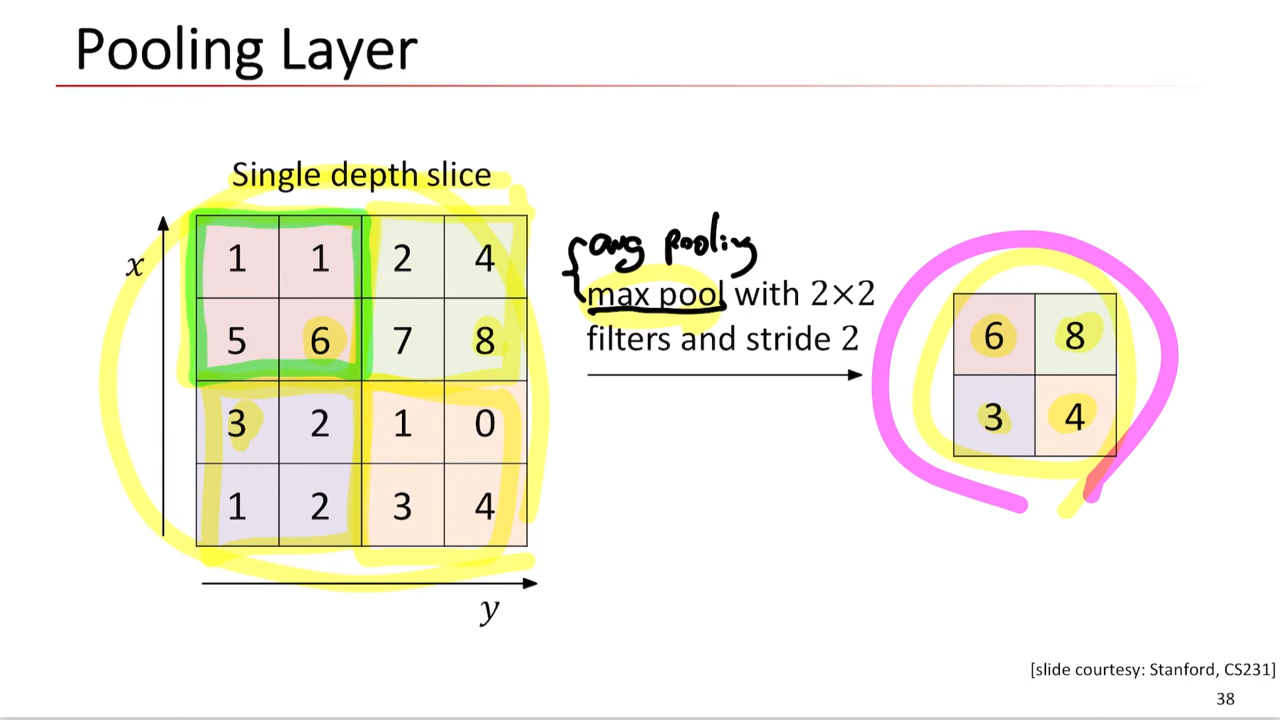 Pooling Layer
Single depth slice
x
1 1 2 4
5 6 7 8
3 2 1 0
1 2 3 4
y
avg pooling
max pool with 2×2
filters and stride 2
6 8
3 4
[slide courtesy: Stanford, CS231]
38